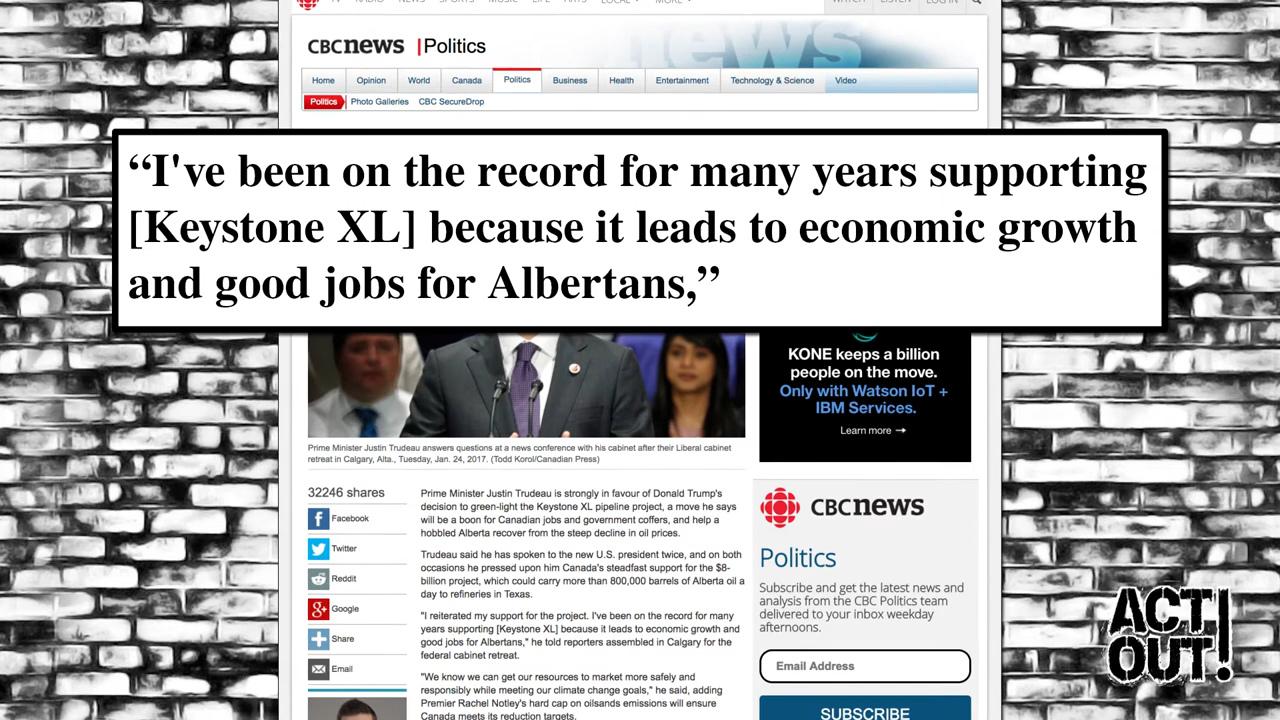 TV RADIO NEWS SPORTS MUSIC LIFE ARTS LOCAL MORE WATCH LISTEN LOG IN
CBCnews | Politics
news
Home Opinion World Canada Politics Business Health Entertainment Technology & Science Video
Politics Photo Galleries CBC SecureDrop
“I've been on the record for many years supporting
[Keystone XL] because it leads to economic growth
and good jobs for Albertans,”
KONE keeps a billion
people on the move.
Only with Watson IoT +
IBM Services.
Learn more →
Prime Minister Justin Trudeau answers questions at a news conference with his cabinet after their Liberal cabinet
retreat in Calgary, Alta., Tuesday, Jan. 24, 2017. (Todd Korol/Canadian Press)
32246 shares
Facebook
Twitter
Reddit
Google
Share
Email
Prime Minister Justin Trudeau is strongly in favour of Donald Trump's
decision to green-light the Keystone XL pipeline project, a move he says
will be a boon for Canadian jobs and government coffers, and help a
hobbled Alberta recover from the steep decline in oil prices.
Trudeau said he has spoken to the new U.S. president twice, and on both
occasions he pressed upon him Canada's steadfast support for the $8-
billion project, which could carry more than 800,000 barrels of Alberta oil a
day to refineries in Texas.
"I reiterated my support for the project. I've been on the record for many
years supporting [Keystone XL] because it leads to economic growth and
good jobs for Albertans," he told reporters assembled in Calgary for the
federal cabinet retreat.
"We know we can get our resources to market more safely and
responsibly while meeting our climate change goals," he said, adding
Premier Rachel Notley's hard cap on oilsands emissions will ensure
Canada meets its reduction targets.
CBCnews
Politics
Subscribe and get the latest news and
analysis from the CBC Politics team
delivered to your inbox weekday
afternoons.
Email Address
SUBSCRIBE
ACT
OUT!